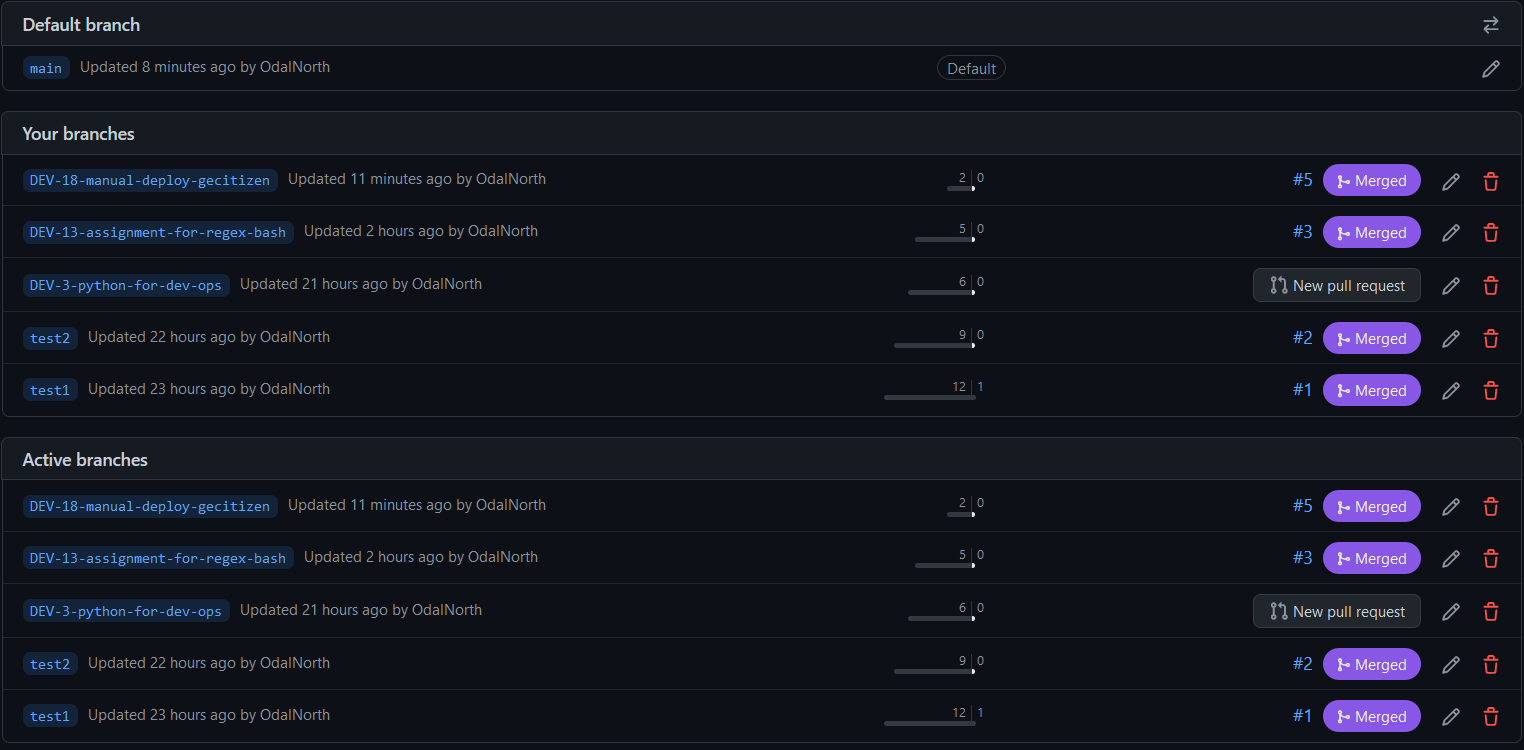 Default branch
main Updated 8 minutes ago by OdalNorth Default
Your branches
DEV-18-manual-deploy-gecitizen Updated 11 minutes ago by OdalNorth 2 0 #5 Merged
DEV-13-assignment-for-regex-bash Updated 2 hours ago by OdalNorth 5 0 #3 Merged
DEV-3-python-for-dev-ops Updated 21 hours ago by OdalNorth 6 0 New pull request
test2 Updated 22 hours ago by OdalNorth 9 0 #2 Merged
test1 Updated 23 hours ago by OdalNorth 12 1 #1 Merged
Active branches
DEV-18-manual-deploy-gecitizen Updated 11 minutes ago by OdalNorth 2 0 #5 Merged
DEV-13-assignment-for-regex-bash Updated 2 hours ago by OdalNorth 5 0 #3 Merged
DEV-3-python-for-dev-ops Updated 21 hours ago by OdalNorth 6 0 New pull request
test2 Updated 22 hours ago by OdalNorth 9 0 #2 Merged
test1 Updated 23 hours ago by OdalNorth 12 1 #1 Merged